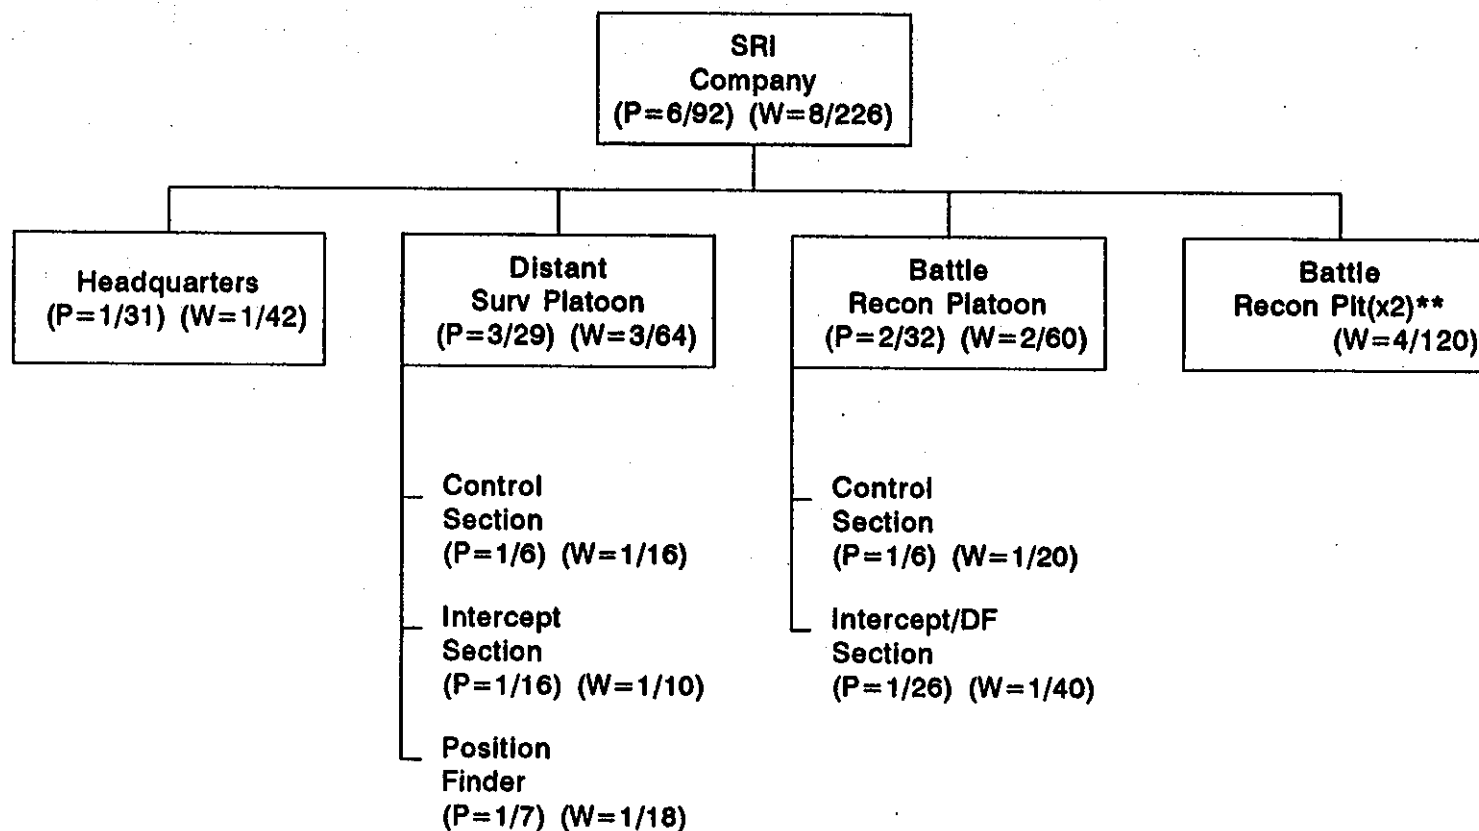 SRI
Company
(P=6/92) (W=8/226)
Headquarters
(P=1/31) (W=1/42)
Distant
Surv Platoon
(P=3/29) (W=3/64)
Battle
Recon Platoon
(P=2/32) (W=2/60)
Battle
Recon Plt(x2)**
(W=4/120)
Control
Section
(P=1/6) (W=1/16)
Intercept
Section
(P=1/16) (W=1/10)
Position
Finder
(P=1/7) (W=1/18)
Control
Section
(P=1/6) (W=1/20)
Intercept/DF
Section
(P=1/26) (W=1/40)